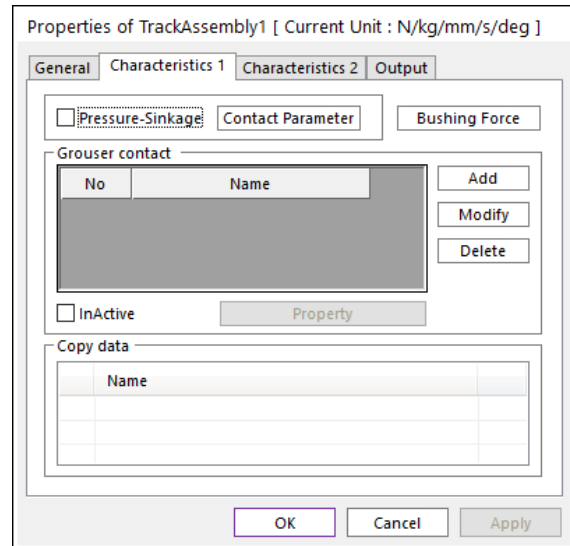 Properties of TrackAssembly1 [ Current Unit : N/kg/mm/s/deg ]
General Characteristics 1 Characteristics 2 Output
Pressure-Sinkage Contact Parameter Bushing Force
Grouser contact
No Name
Add
Modify
Delete
InActive Property
Copy data
Name
OK Cancel Apply